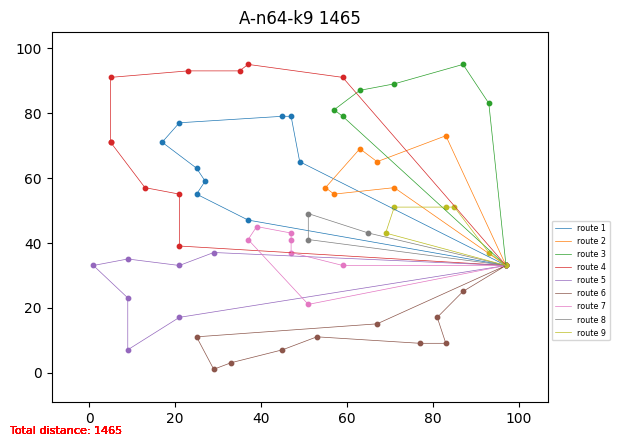 A-n64-k9 1465
100
80
60
40
20
0
0 20 40 60 80 100
route 1
route 2
route 3
route 4
route 5
route 6
route 7
route 8
route 9
Total distance: 1465